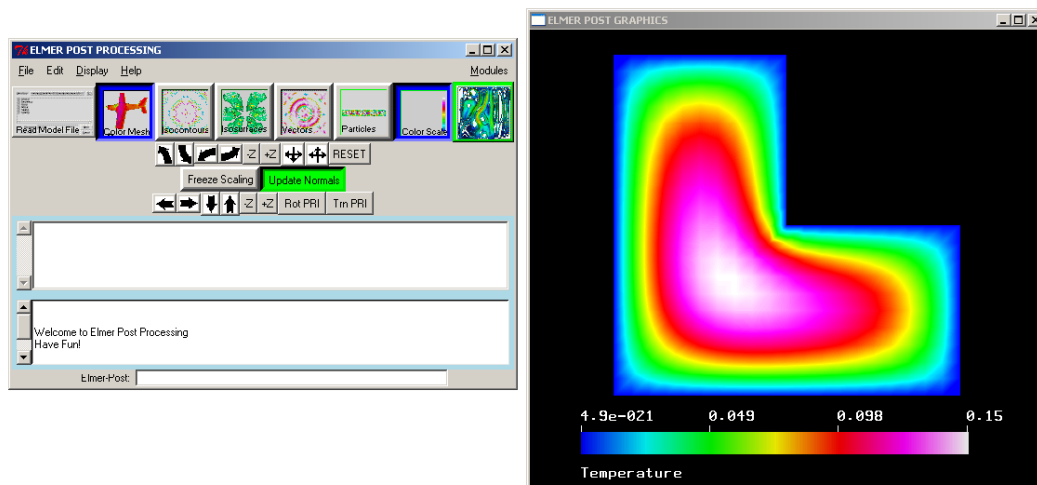 ELMER POST PROCESSING
File Edit Display Help Modules
Read Model File Color Mesh Isocontours Isosurfaces Vectors Particles Color Scale
-Z +Z RESET
Freeze Scaling Update Normals
-Z +Z Rot PRI Trn PRI
Welcome to Elmer Post Processing
Have Fun!
Elmer-Post:
ELMER POST GRAPHICS
4.9e-021 0.049 0.098 0.15
Temperature